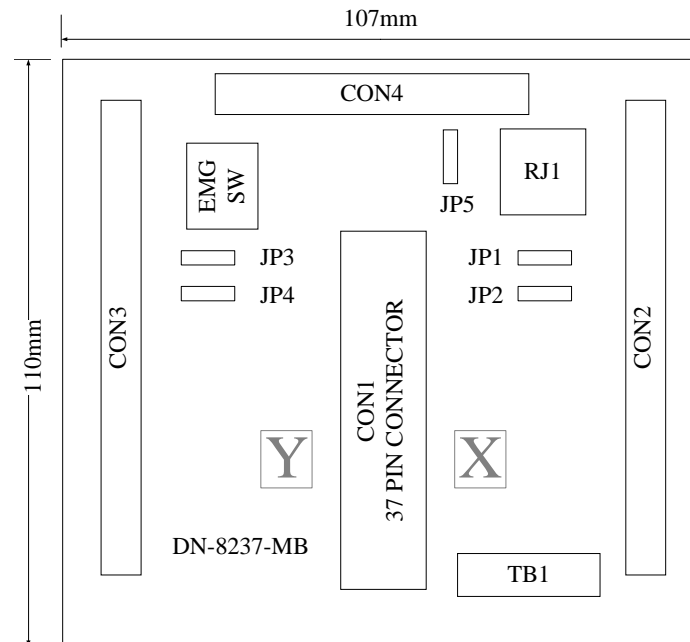 107mm
CON4
EMG
SW
RJ1
JP5
JP3
JP1
JP4
JP2
110mm
CON3
CON1
37 PIN CONNECTOR
CON2
Y
X
DN-8237-MB
TB1